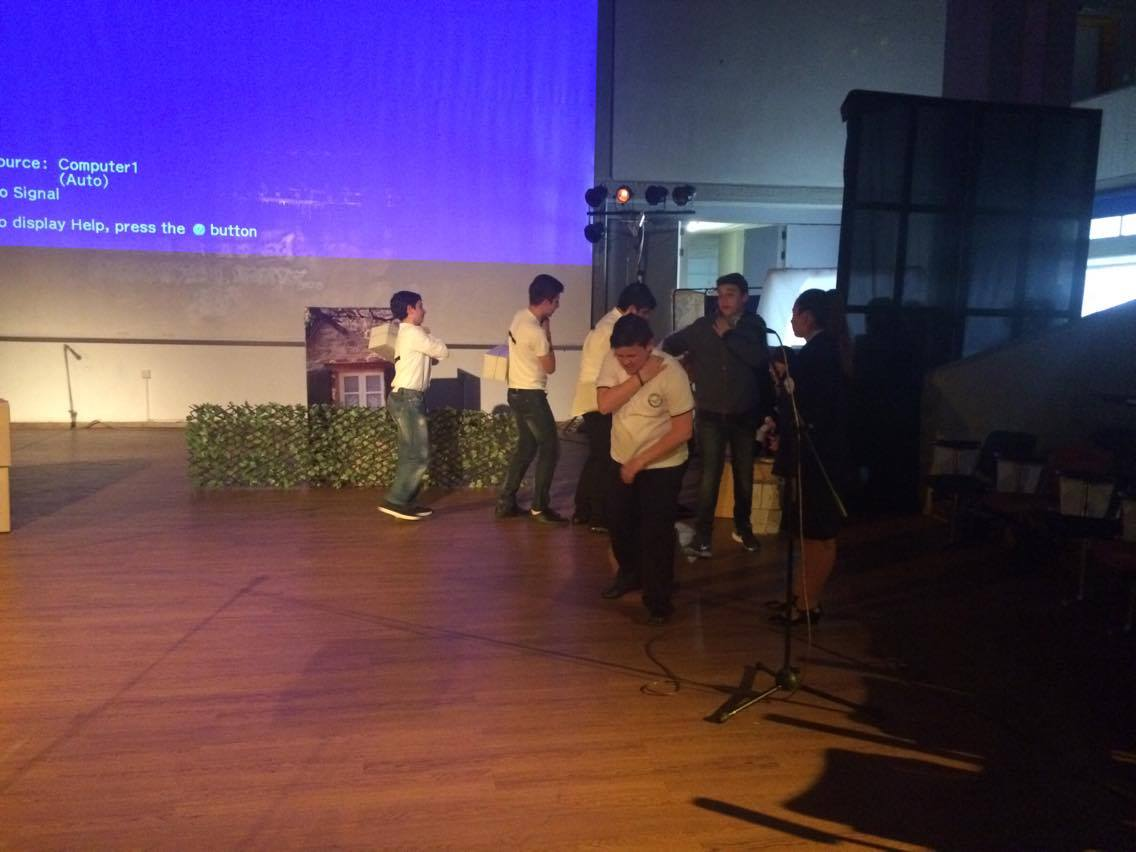 ource: Computer1
(Auto)
o Signal
o display Help, press the button